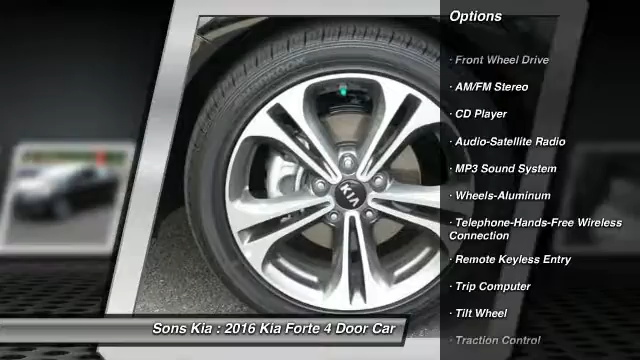 Options
· Front Wheel Drive
· AM/FM Stereo
· CD Player
· Audio-Satellite Radio
· MP3 Sound System
· Wheels-Aluminum
· Telephone-Hands-Free Wireless
Connection
· Remote Keyless Entry
· Trip Computer
· Tilt Wheel
· Traction Control
KIA
Sons Kia : 2016 Kia Forte 4 Door Car